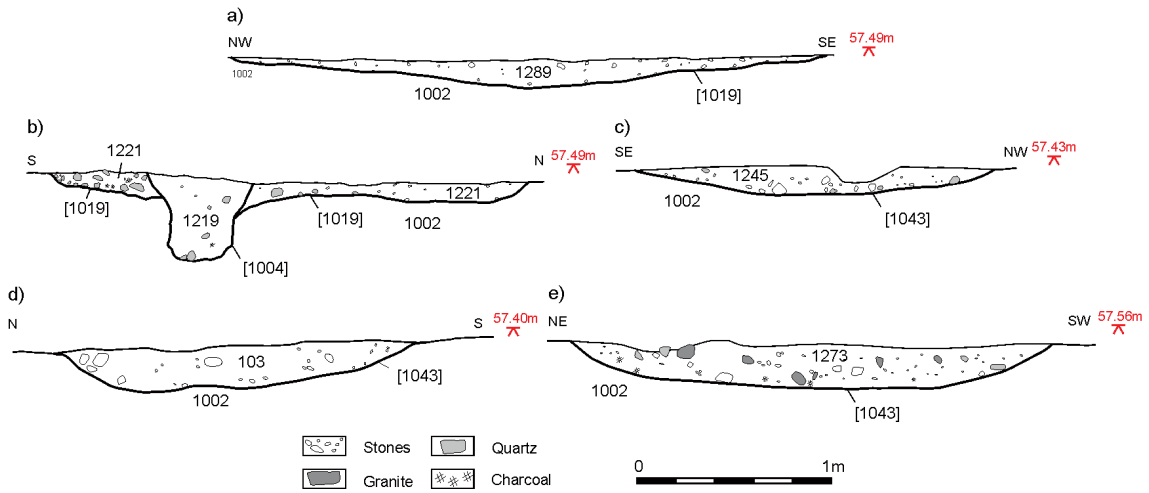 a)
NW
SE
57.49m
1002
1289
1002
[1019]
b)
S
1221
N
57.49m
[1019]
1219
[1019]
1221
1002
[1004]
c)
SE
NW
57.43m
1245
1002
[1043]
d)
N
S
57.40m
103
1002
[1043]
e)
NE
SW
57.56m
1273
1002
[1043]
Stones
Quartz
Granite
Charcoal
0
1m